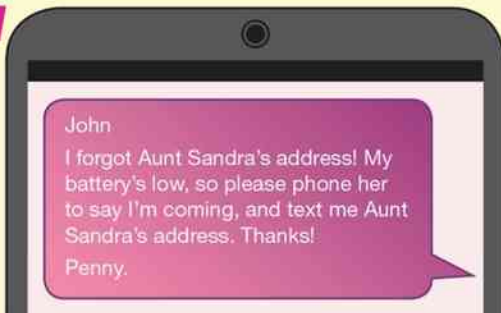 John
I forgot Aunt Sandra's address! My
battery's low, so please phone her
to say I'm coming, and text me Aunt
Sandra's address. Thanks!
Penny.